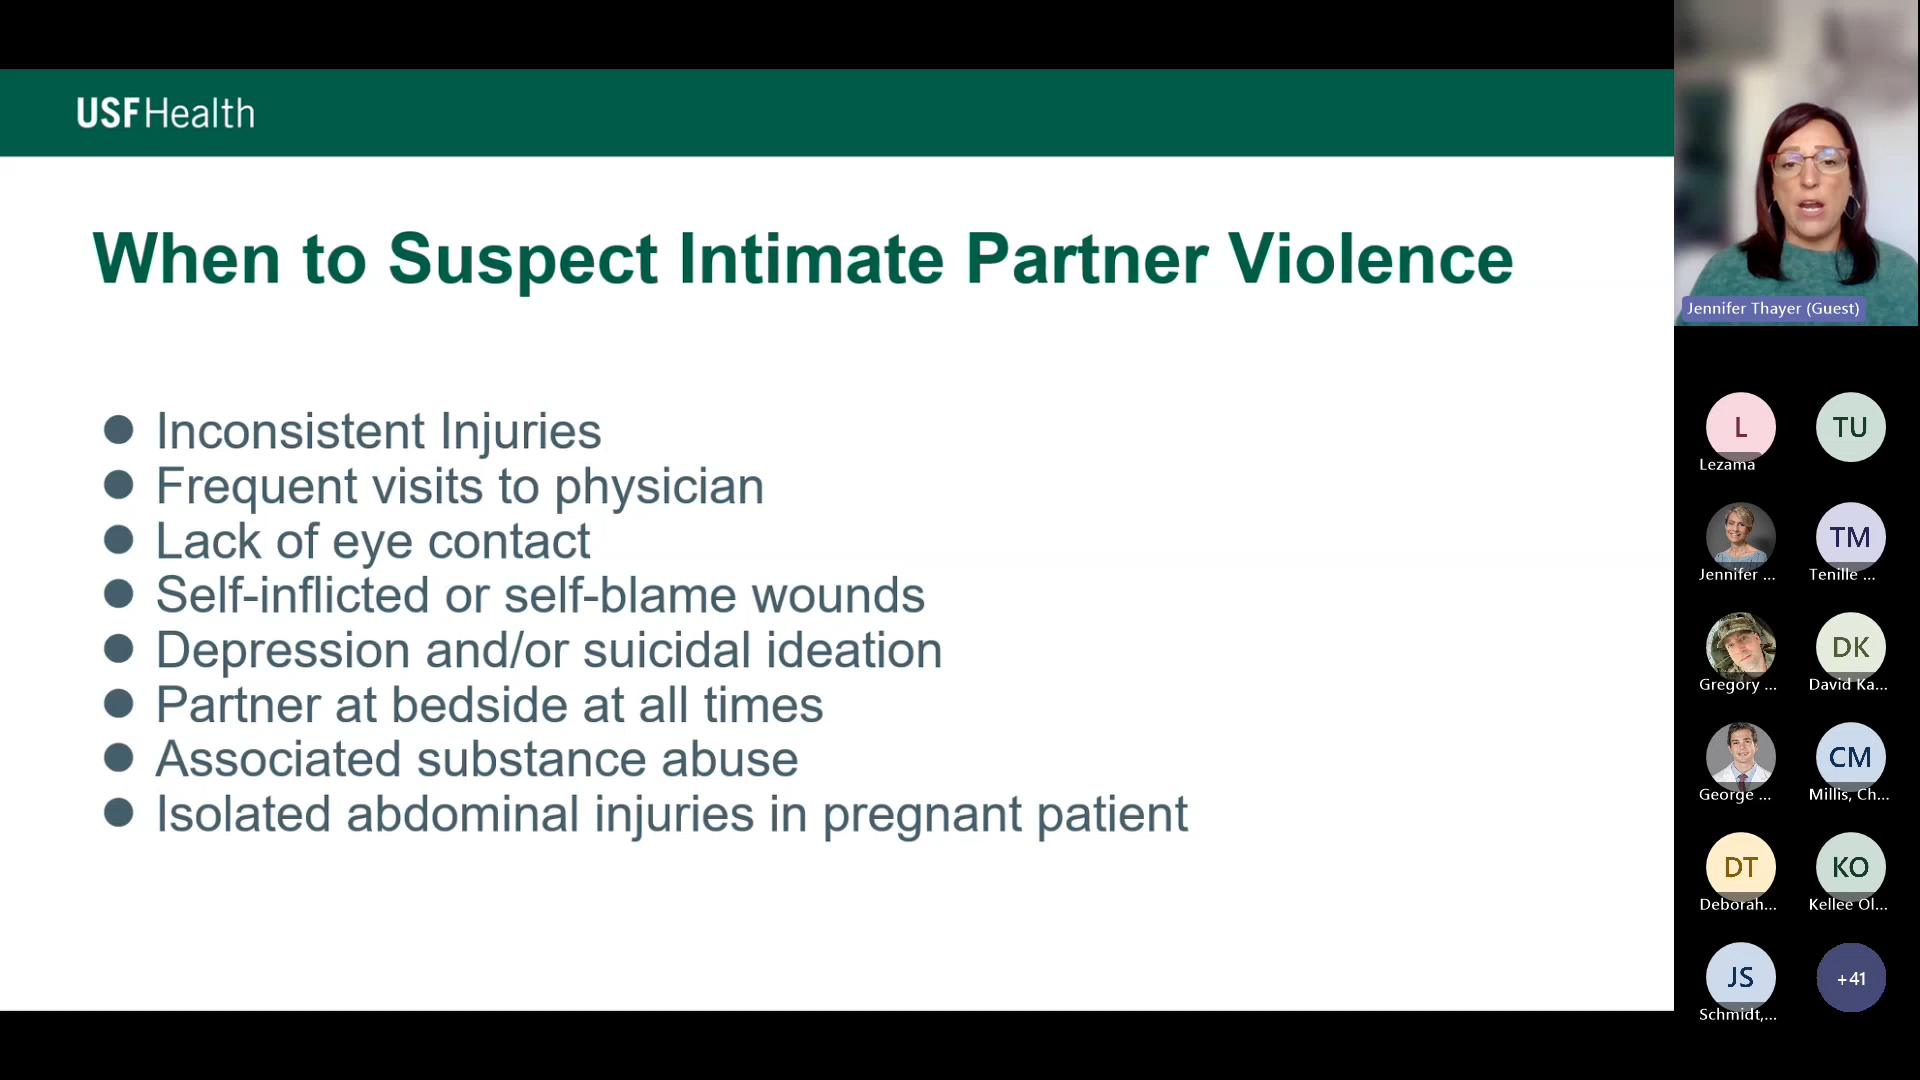 USF Health
When to Suspect Intimate Partner Violence
Inconsistent Injuries
Frequent visits to physician
Lack of eye contact
Self-inflicted or self-blame wounds
Depression and/or suicidal ideation
Partner at bedside at all times
Associated substance abuse
Isolated abdominal injuries in pregnant patient
Jennifer Thayer (Guest)
L
TU
Lezama
TM
Jennifer ...
Tenille ...
DK
Gregory ...
David Ka...
CM
George ...
Millis, Ch...
DT
KO
Deborah...
Kellee Ol...
JS
+41
Schmidt,...